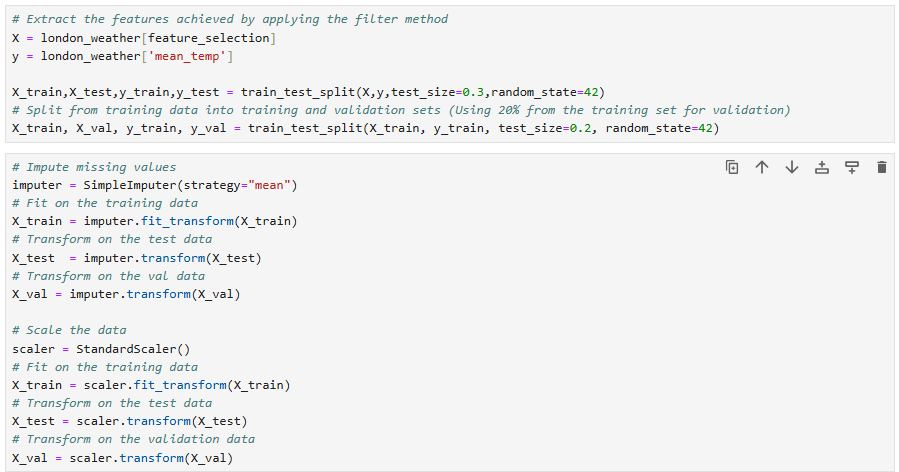 # Extract the features achieved by applying the filter method
X = london_weather[feature_selection]
y = london_weather['mean_temp']
X_train,X_test,y_train,y_test = train_test_split(X,y,test_size=0.3,random_state=42)
# Split from training data into training and validation sets (Using 20% from the training set for validation)
X_train, X_val, y_train, y_val = train_test_split(X_train, y_train, test_size=0.2, random_state=42)
# Impute missing values
imputer = SimpleImputer(strategy="mean")
# Fit on the training data
X_train = imputer.fit_transform(X_train)
# Transform on the test data
X_test  = imputer.transform(X_test)
# Transform on the val data
X_val = imputer.transform(X_val)
# Scale the data
scaler = StandardScaler()
# Fit on the training data
X_train = scaler.fit_transform(X_train)
# Transform on the test data
X_test = scaler.transform(X_test)
# Transform on the validation data
X_val = scaler.transform(X_val)